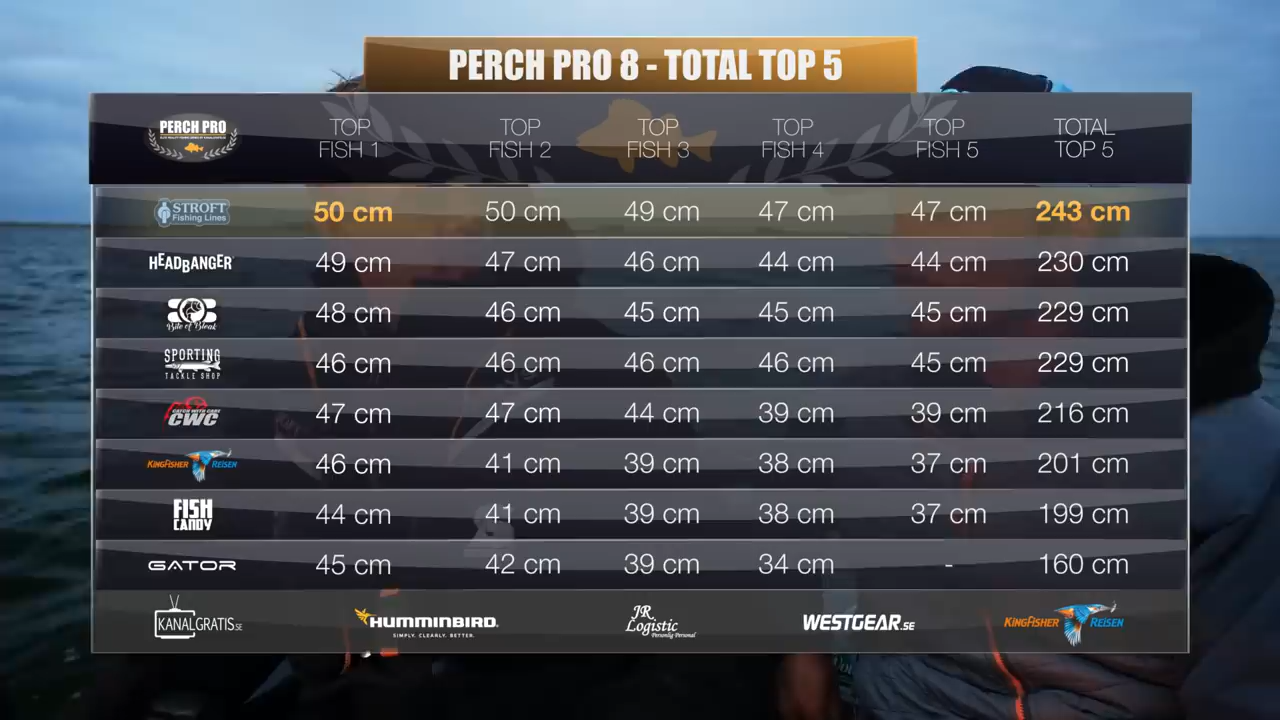 PERCH PRO 8 - TOTAL TOP 5
PERCH PRO
TOP FISH 1
TOP FISH 2
TOP FISH 3
TOP FISH 4
TOP FISH 5
TOTAL TOP 5
STROFT Fishing Lines 50 cm 50 cm 49 cm 47 cm 47 cm 243 cm
HEADBANGER 49 cm 47 cm 46 cm 44 cm 44 cm 230 cm
Bite of Bleak 48 cm 46 cm 45 cm 45 cm 45 cm 229 cm
SPORTING TACKLE SHOP 46 cm 46 cm 46 cm 46 cm 45 cm 229 cm
CATCH WITH CARE CWC 47 cm 47 cm 44 cm 39 cm 39 cm 216 cm
KINGFISHER REISEN 46 cm 41 cm 39 cm 38 cm 37 cm 201 cm
FISH CANDY 44 cm 41 cm 39 cm 38 cm 37 cm 199 cm
GATOR 45 cm 42 cm 39 cm 34 cm - 160 cm
KANALGRATIS.SE
HUMMINBIRD
SIMPLY. CLEARLY. BETTER.
JR. Logistic
Personlig Personal
WESTGEAR.SE
KINGFISHER REISEN